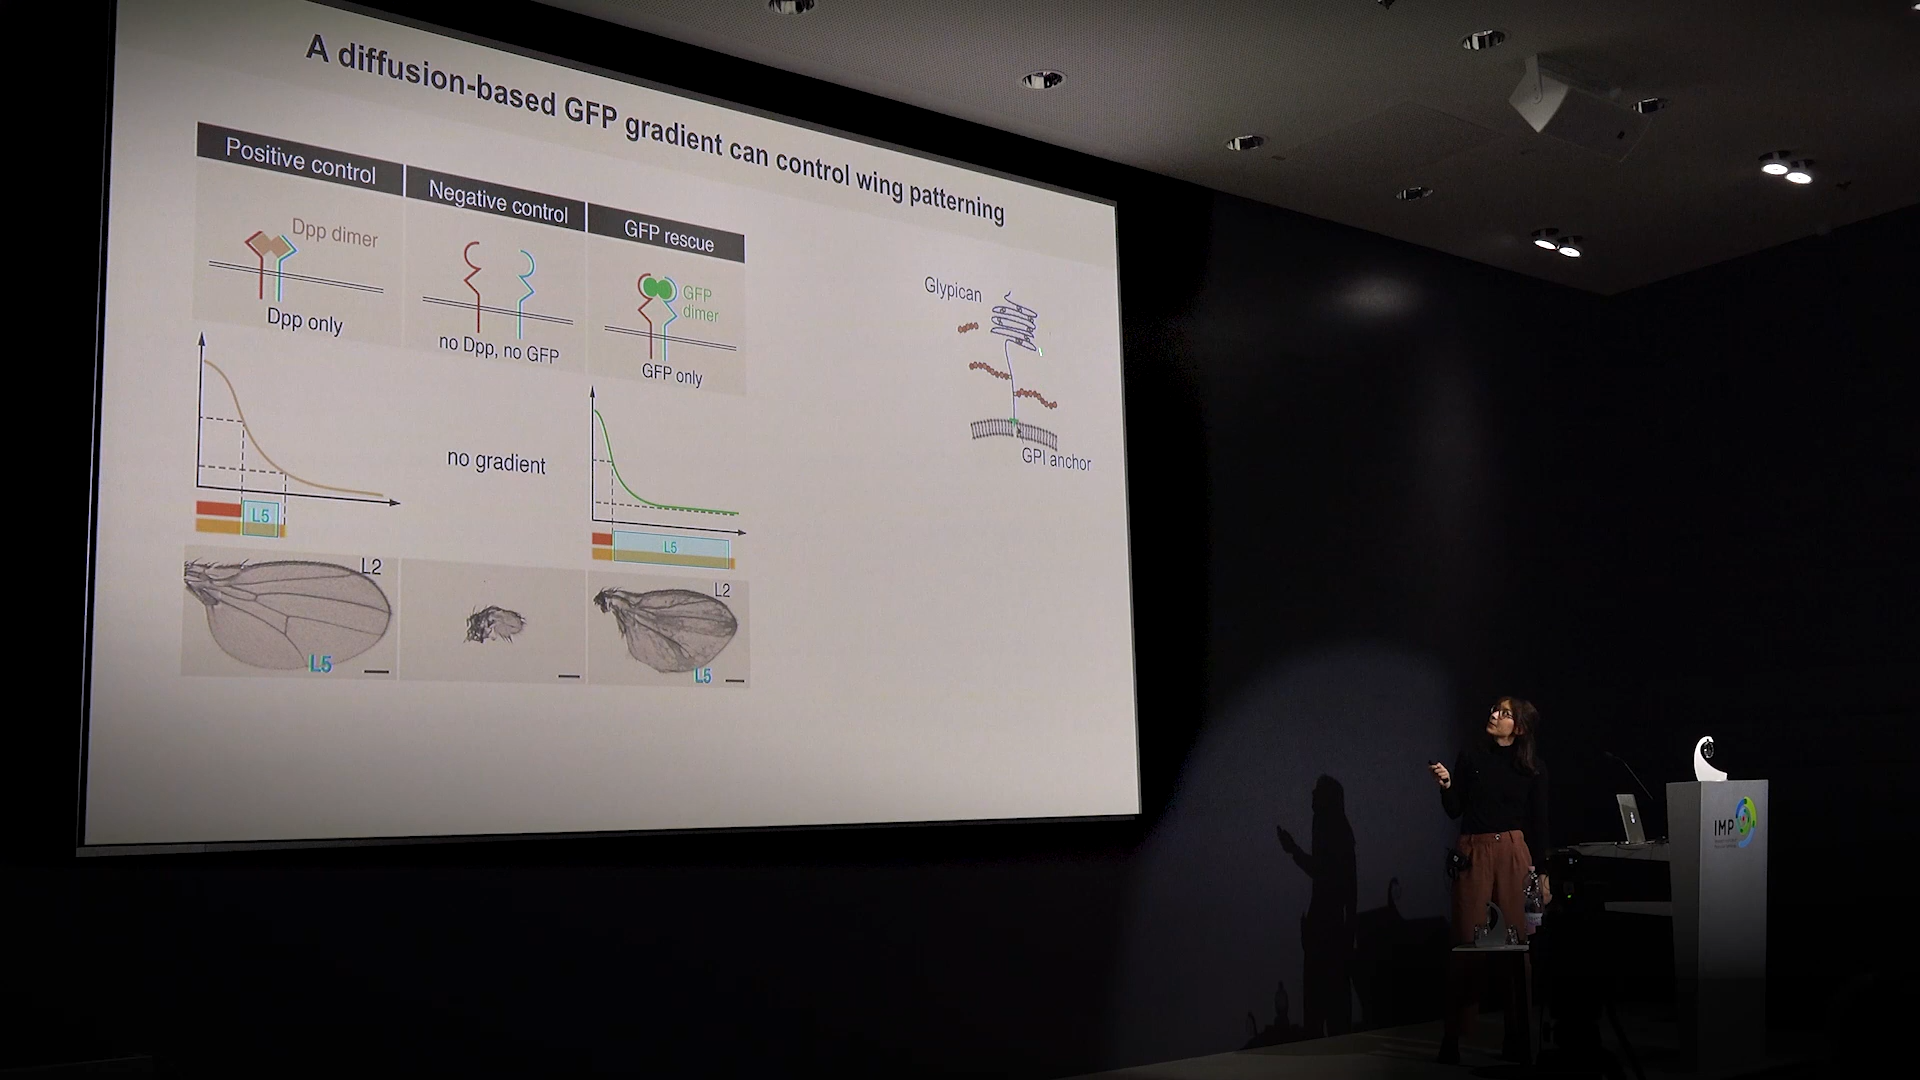 A diffusion-based GFP gradient can control wing patterning
Positive control
Negative control
GFP rescue
Dpp dimer
Dpp only
no Dpp, no GFP
GFP
dimer
GFP only
Glypican
GPI anchor
no gradient
L5
L5
L2
L5
L2
L5
IMP